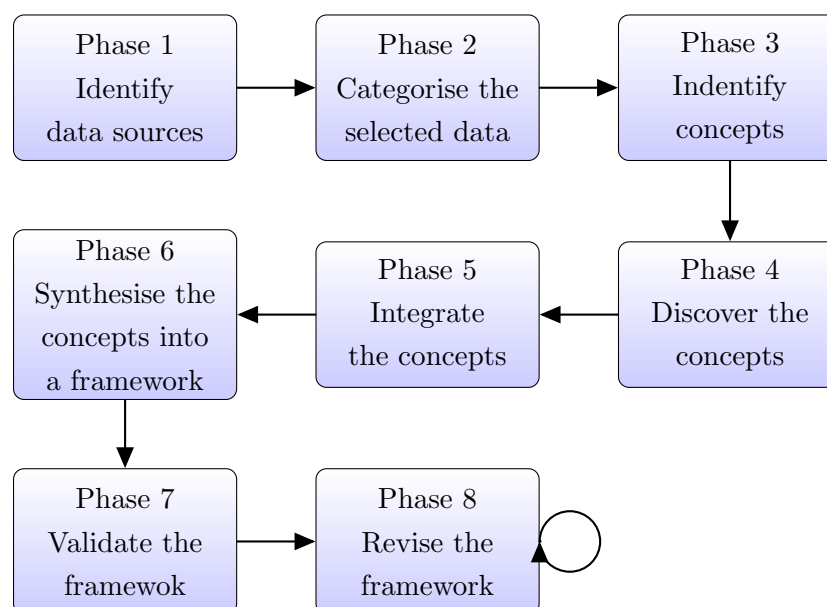 Phase 1
Identify
data sources
Phase 2
Categorise the
selected data
Phase 3
Indentify
concepts
Phase 4
Discover the
concepts
Phase 5
Integrate
the concepts
Phase 6
Synthesise the
concepts into
a framework
Phase 7
Validate the
framewok
Phase 8
Revise the
framework